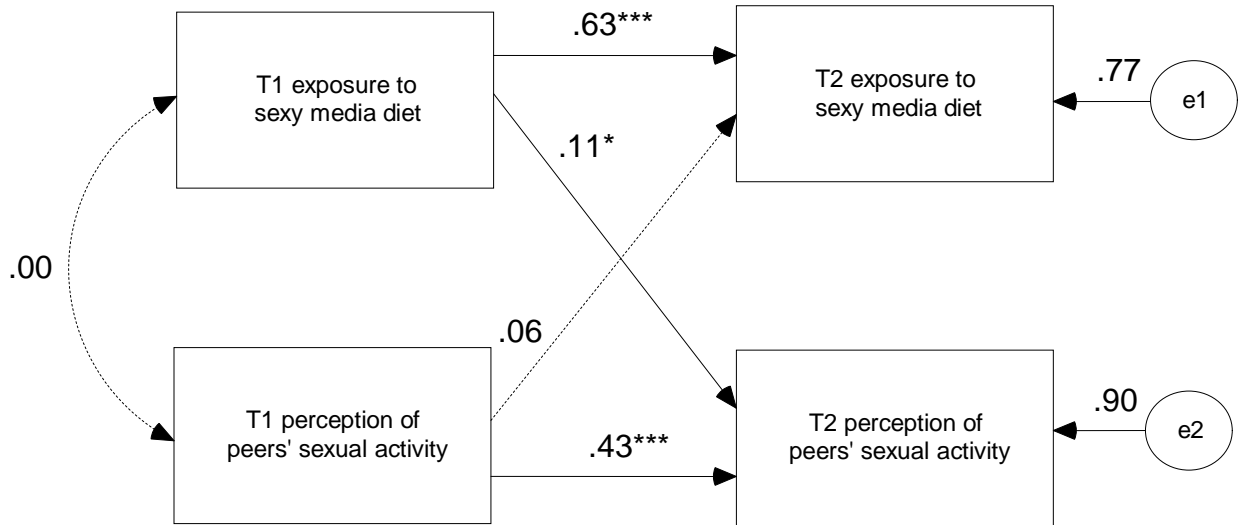 .63***
T1 exposure to
sexy media diet
T2 exposure to
sexy media diet
.77
e1
.11*
.00
.06
T1 perception of
peers' sexual activity
.43***
T2 perception of
peers' sexual activity
.90
e2